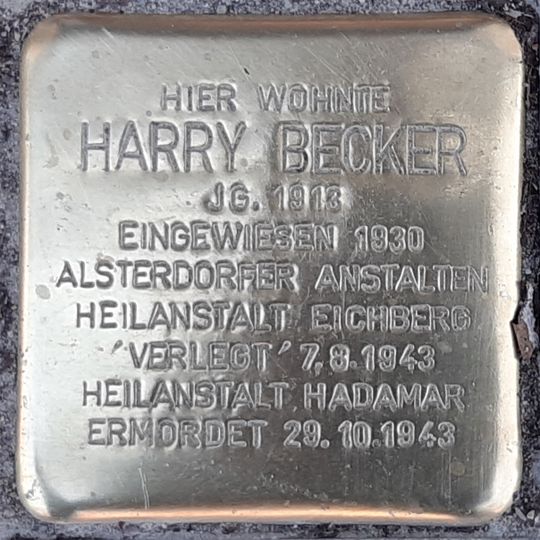 HIER WOHNTE
HARRY BECKER
JG. 1913
EINGEWIESEN 1930
ALSTERDORFER ANSTALTEN
HEILANSTALT EICHBERG
'VERLEGT' 7.8.1943
HEILANSTALT HADAMAR
ERMORDET 29.10.1943